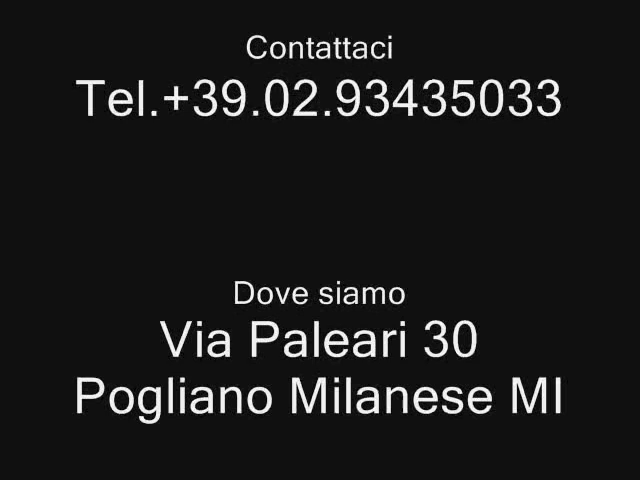 Contattaci
Tel.+39.02.93435033
Dove siamo
Via Paleari 30
Pogliano Milanese MI